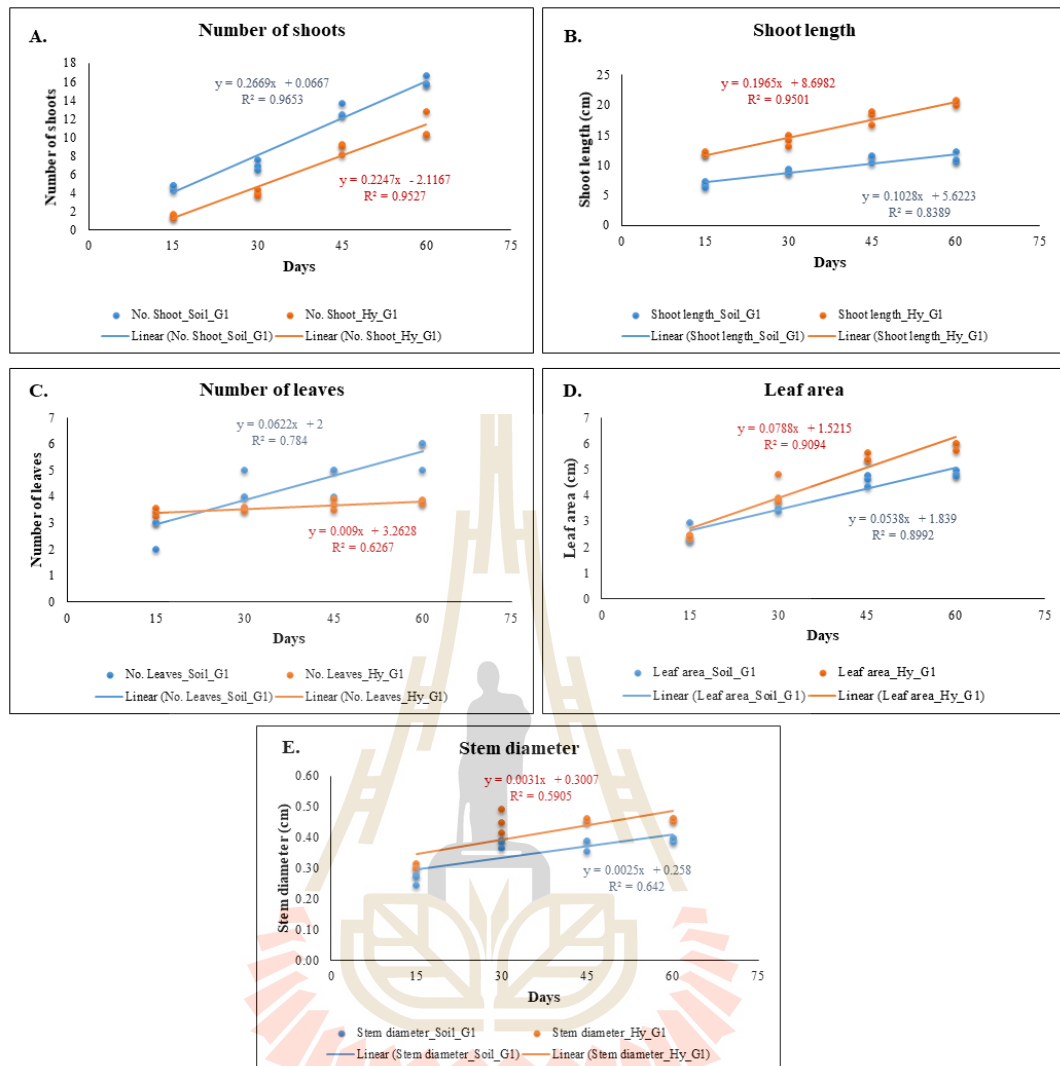 A.
Number of shoots
y = 0.2669x + 0.0667
R² = 0.9653
y = 0.2247x - 2.1167
R² = 0.9527
Number of shoots
18
16
14
12
10
8
6
4
2
0
0 15 30 45 60 75
Days
No. Shoot_Soil_G1 No. Shoot_Hy_G1
Linear (No. Shoot_Soil_G1) Linear (No. Shoot_Hy_G1)
B.
Shoot length
y = 0.1965x + 8.6982
R² = 0.9501
y = 0.1028x + 5.6223
R² = 0.8389
Shoot length (cm)
25
20
15
10
5
0
0 15 30 45 60 75
Days
Shoot length_Soil_G1 Shoot length_Hy_G1
Linear (Shoot length_Soil_G1) Linear (Shoot length_Hy_G1)
C.
Number of leaves
y = 0.0622x + 2
R² = 0.784
y = 0.009x + 3.2628
R² = 0.6267
Number of leaves
7
6
5
4
3
2
1
0
0 15 30 45 60 75
Days
No. Leaves_Soil_G1 No. Leaves_Hy_G1
Linear (No. Leaves_Soil_G1) Linear (No. Leaves_Hy_G1)
D.
Leaf area
y = 0.0788x + 1.5215
R² = 0.9094
y = 0.0538x + 1.839
R² = 0.8992
Leaf area (cm)
7
6
5
4
3
2
1
0
0 15 30 45 60 75
Days
Leaf area_Soil_G1 Leaf area_Hy_G1
Linear (Leaf area_Soil_G1) Linear (Leaf area_Hy_G1)
E.
Stem diameter
y = 0.0031x + 0.3007
R² = 0.5905
y = 0.0025x + 0.258
R² = 0.642
Stem diameter (cm)
0.60
0.50
0.40
0.30
0.20
0.10
0.00
0 15 30 45 60 75
Days
Stem diameter_Soil_G1 Stem diameter_Hy_G1
Linear (Stem diameter_Soil_G1) Linear (Stem diameter_Hy_G1)